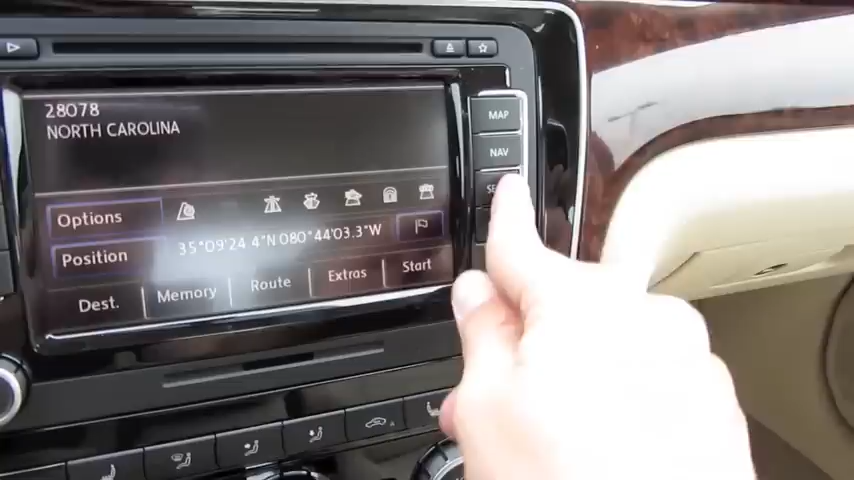 28078
NORTH CAROLINA
MAP
NAV
Options
Position
35°09'24.4"N 080°44'03.3"W
Dest.
Memory
Route
Extras
Start